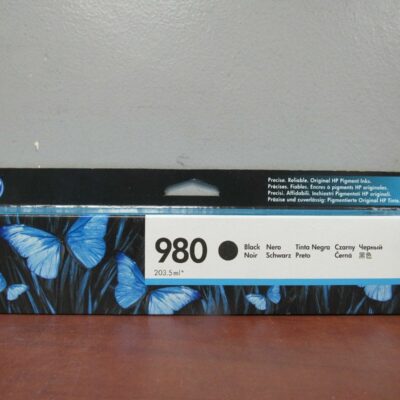 Precise. Reliable. Original HP Pigment Inks.
Précises. Fiables. Encres à pigments HP originales.
Precisi. Affidabili. Inchiostri Pigmentati HP originali.
Präzise und zuverlässig: Pigmentierte Original HP Tinte.
980
Black Nero Tinta Negra Czarny Черный
Noir Schwarz Preto Černá 黑色
203.5 ml*